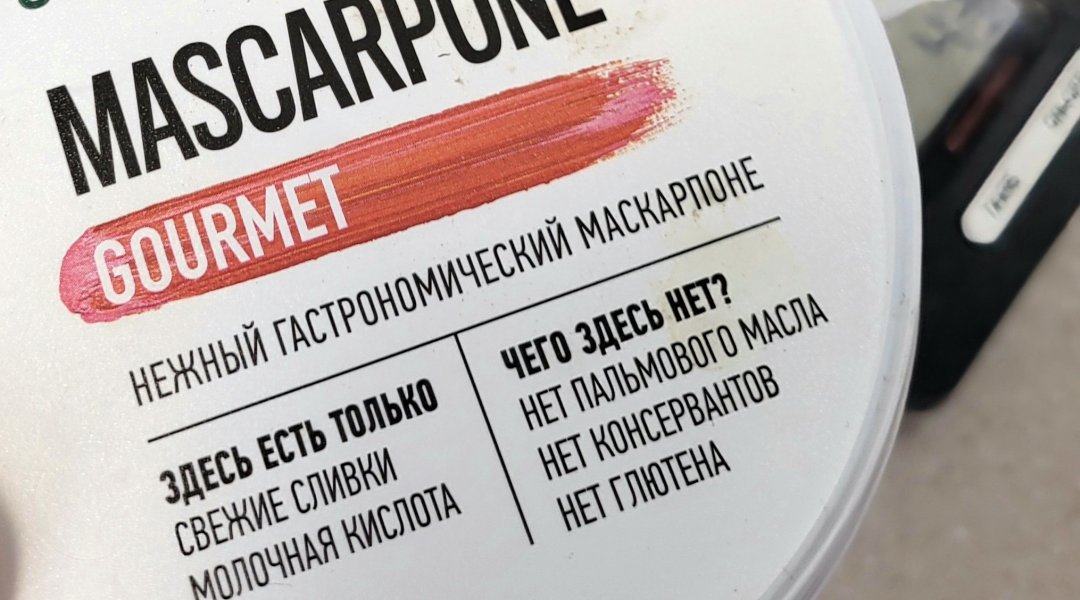 MASCARPONE
GOURMET
НЕЖНЫЙ ГАСТРОНОМИЧЕСКИЙ МАСКАРПОНЕ
ЗДЕСЬ ЕСТЬ ТОЛЬКО
СВЕЖИЕ СЛИВКИ
МОЛОЧНАЯ КИСЛОТА
ЧЕГО ЗДЕСЬ НЕТ?
НЕТ ПАЛЬМОВОГО МАСЛА
НЕТ КОНСЕРВАНТОВ
НЕТ ГЛЮТЕНА